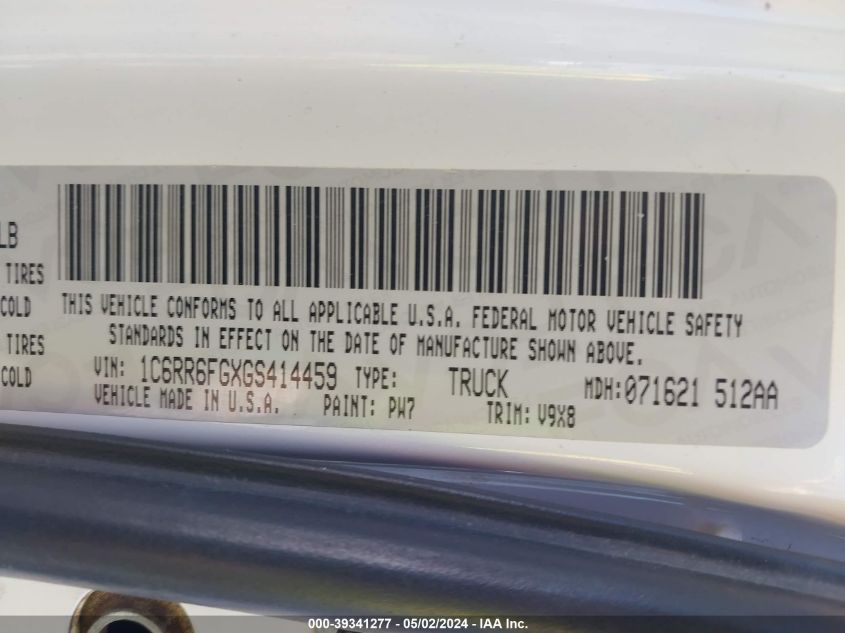 LB
TIRES
COLD
TIRES
COLD
THIS VEHICLE CONFORMS TO ALL APPLICABLE U.S.A. FEDERAL MOTOR VEHICLE SAFETY
STANDARDS IN EFFECT ON THE DATE OF MANUFACTURE SHOWN ABOVE.
VIN: 1C6RR6FGXGS414459 TYPE: TRUCK MDH:071621 512AA
VEHICLE MADE IN U.S.A. PAINT: PW7 TRIM: V9X8
000-39341277 - 05/02/2024 - IAA Inc.